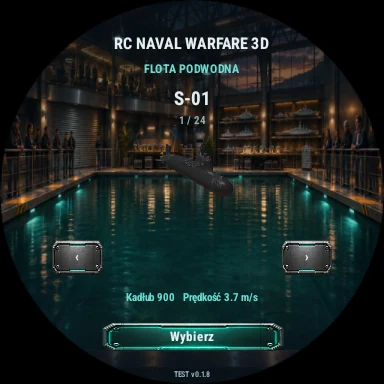 RC NAVAL WARFARE 3D
FLOTA PODWODNA
S-01
1 / 24
‹ ›
Kadłub 900 Prędkość 3.7 m/s
Wybierz
TEST v0.1.8